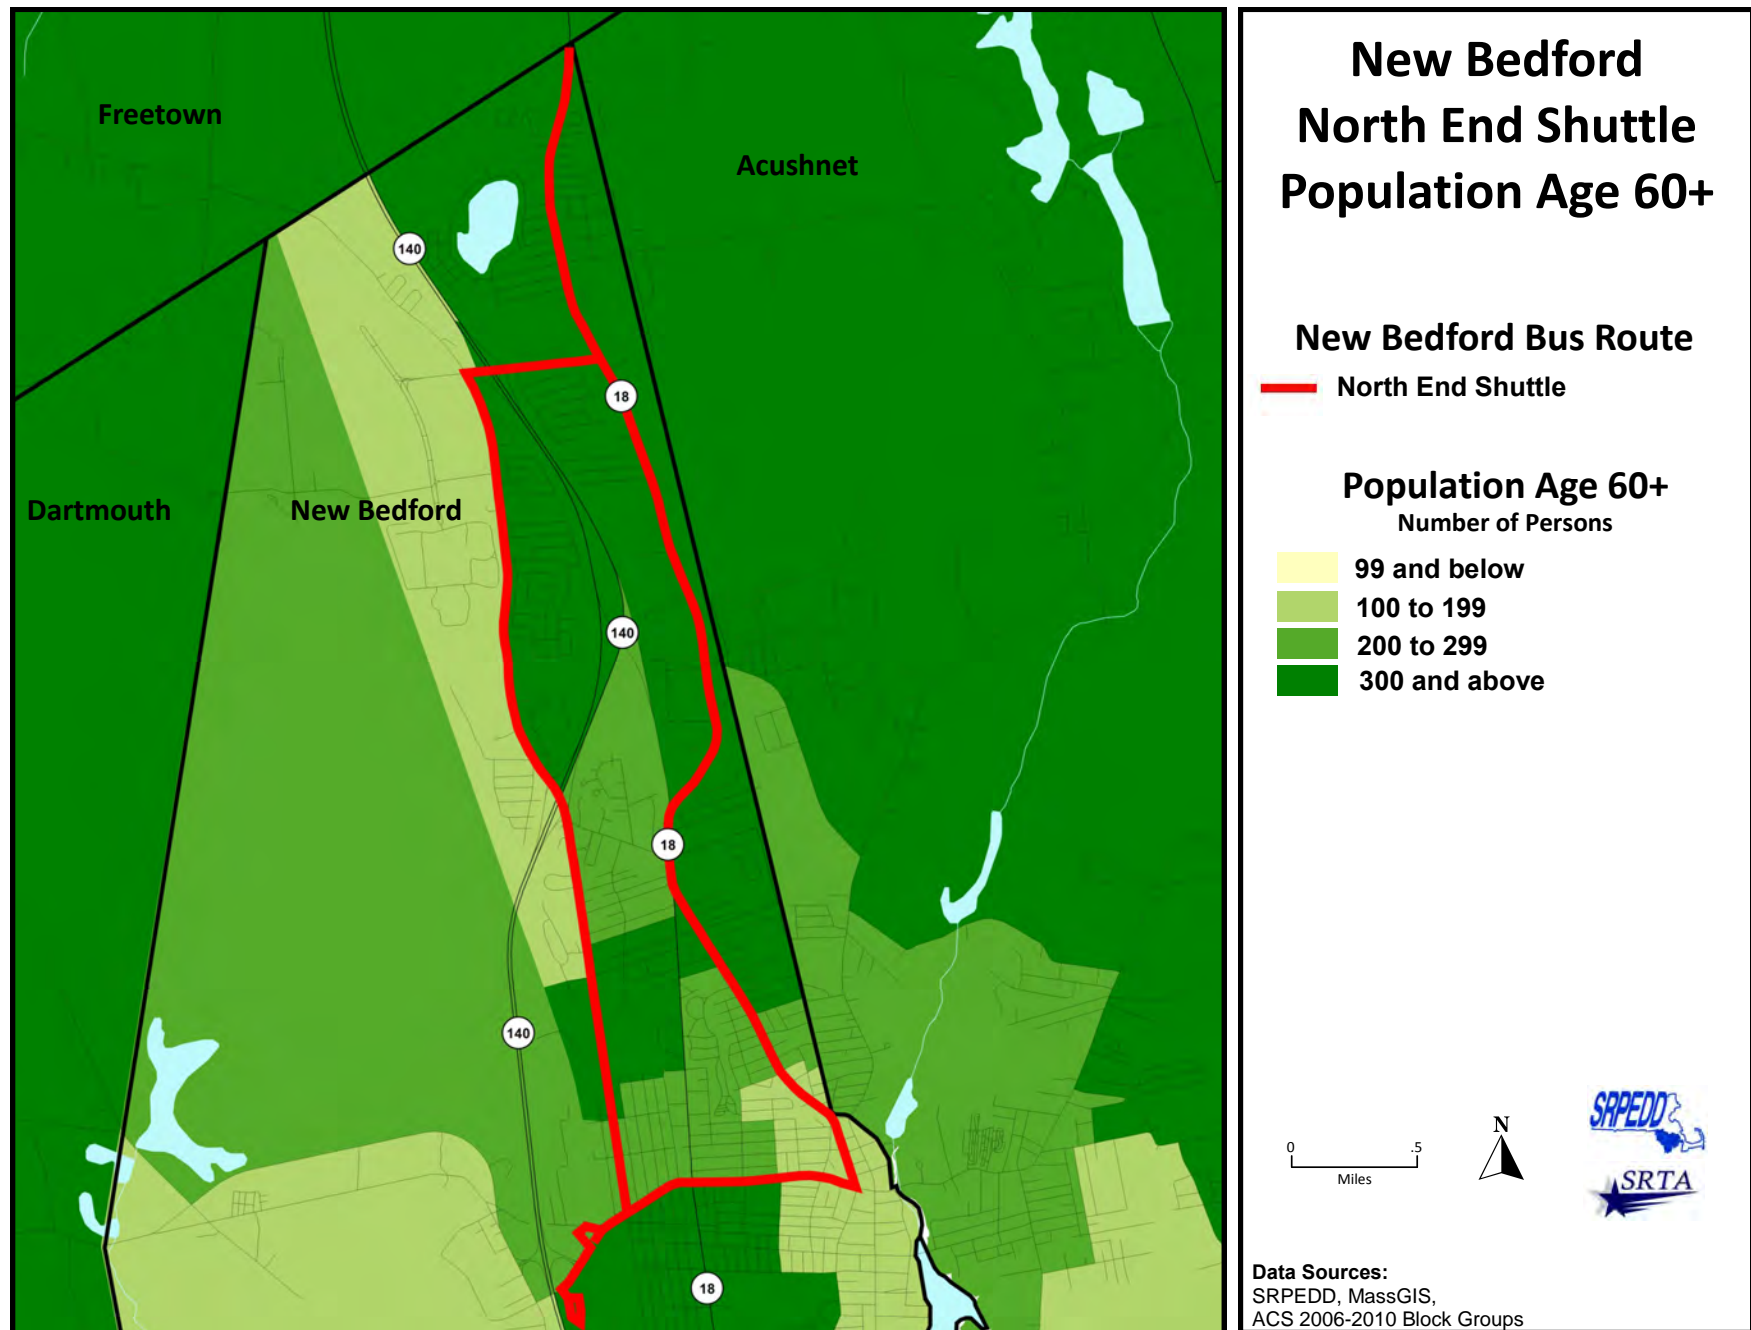 Freetown
Acushnet
140
18
Dartmouth
New Bedford
140
18
140
18
New Bedford
North End Shuttle
Population Age 60+
New Bedford Bus Route
North End Shuttle
Population Age 60+
Number of Persons
99 and below
100 to 199
200 to 299
300 and above
0 .5
Miles
N
SRPEDD
SRTA
Data Sources:
SRPEDD, MassGIS,
ACS 2006-2010 Block Groups